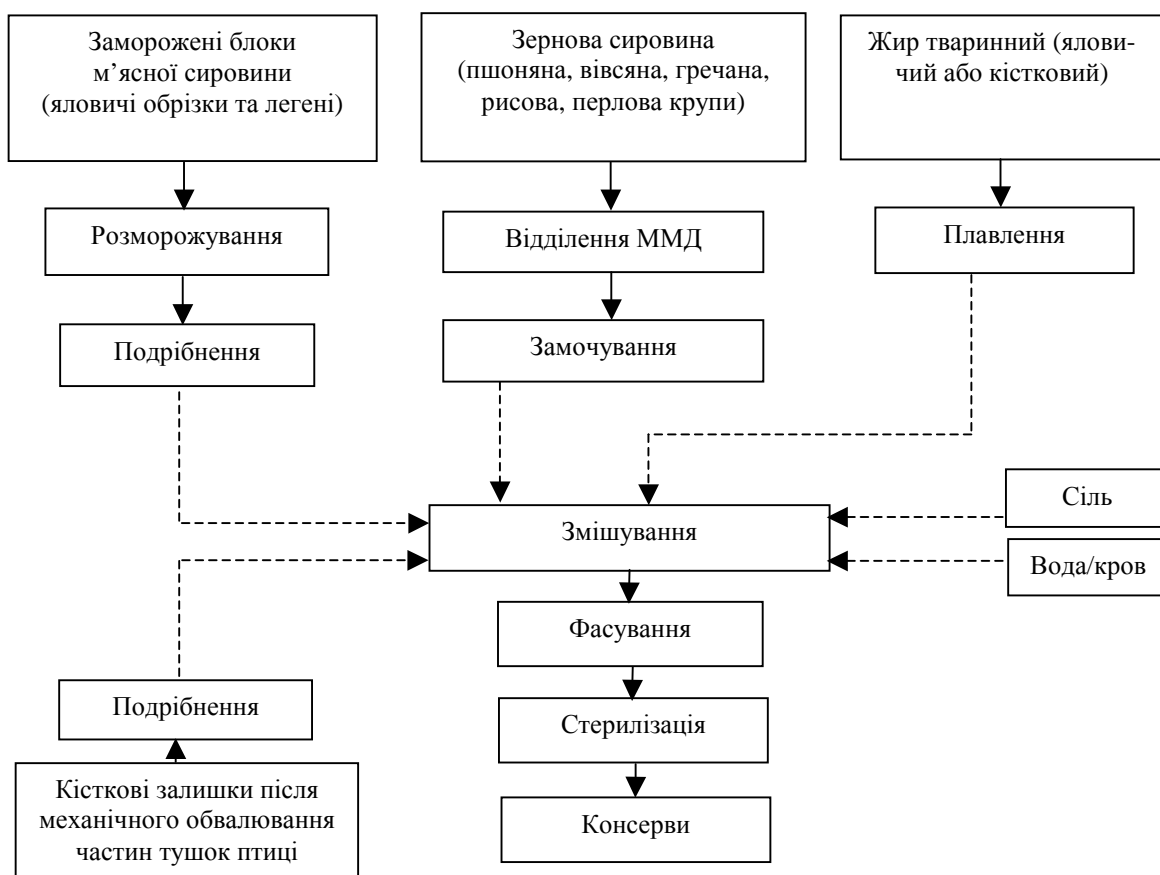 Заморожені блоки
м’ясної сировини
(яловичі обрізки та легені)
Зернова сировина
(пшоняна, вівсяна, гречана,
рисова, перлова крупи)
Жир тваринний (ялови-
чий або кістковий)
Розморожування
Відділення ММД
Плавлення
Подрібнення
Замочування
Сіль
Змішування
Вода/кров
Фасування
Подрібнення
Стерилізація
Кісткові залишки після
механічного обвалювання
частин тушок птиці
Консерви